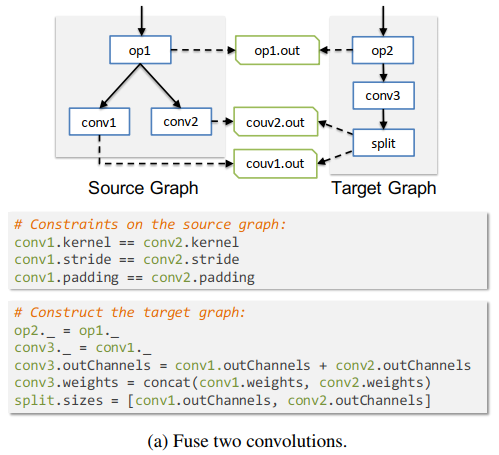 op1 op1.out op2
conv3
conv1 conv2 couv2.out
split
couv1.out
Source Graph Target Graph
# Constraints on the source graph:
conv1.kernel == conv2.kernel
conv1.stride == conv2.stride
conv1.padding == conv2.padding
# Construct the target graph:
op2._ = op1._
conv3._ = conv1._
conv3.outChannels = conv1.outChannels + conv2.outChannels
conv3.weights = concat(conv1.weights, conv2.weights)
split.sizes = [conv1.outChannels, conv2.outChannels]
(a) Fuse two convolutions.